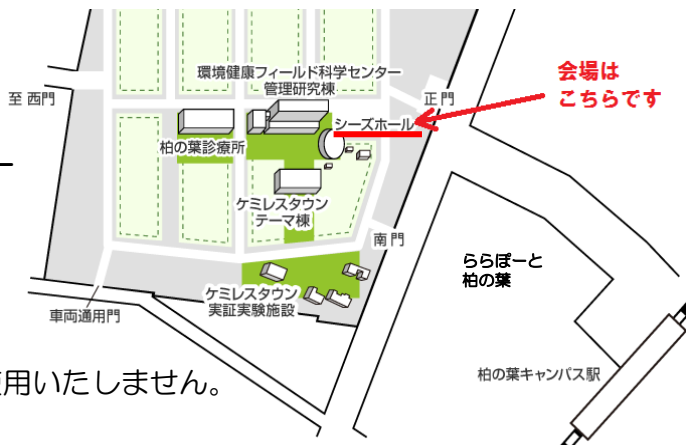 環境健康フィールド科学センター
管理研究棟
会場は
こちらです
至 西門
正門
シーズホール
柏の葉診療所
ケミレスタウン
テーマ棟
南門
ららぽーと
柏の葉
ケミレスタウン
実証実験施設
車両通用門
柏の葉キャンパス駅
用いたしません。